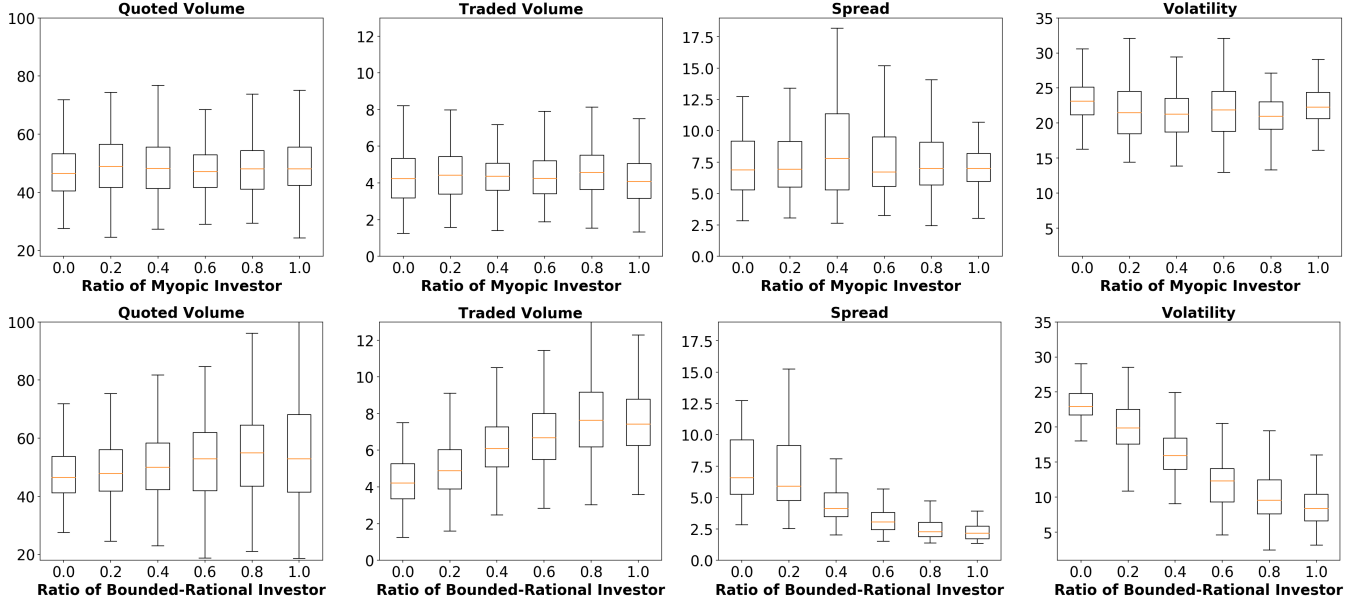 Quoted Volume
100
80
60
40
20
0.0 0.2 0.4 0.6 0.8 1.0
Ratio of Myopic Investor
Traded Volume
12
10
8
6
4
2
0
0.0 0.2 0.4 0.6 0.8 1.0
Ratio of Myopic Investor
Spread
17.5
15.0
12.5
10.0
7.5
5.0
2.5
0.0
0.0 0.2 0.4 0.6 0.8 1.0
Ratio of Myopic Investor
Volatility
35
30
25
20
15
10
5
0.0 0.2 0.4 0.6 0.8 1.0
Ratio of Myopic Investor
Quoted Volume
100
80
60
40
20
0.0 0.2 0.4 0.6 0.8 1.0
Ratio of Bounded-Rational Investor
Traded Volume
12
10
8
6
4
2
0
0.0 0.2 0.4 0.6 0.8 1.0
Ratio of Bounded-Rational Investor
Spread
17.5
15.0
12.5
10.0
7.5
5.0
2.5
0.0
0.0 0.2 0.4 0.6 0.8 1.0
Ratio of Bounded-Rational Investor
Volatility
35
30
25
20
15
10
5
0.0 0.2 0.4 0.6 0.8 1.0
Ratio of Bounded-Rational Investor